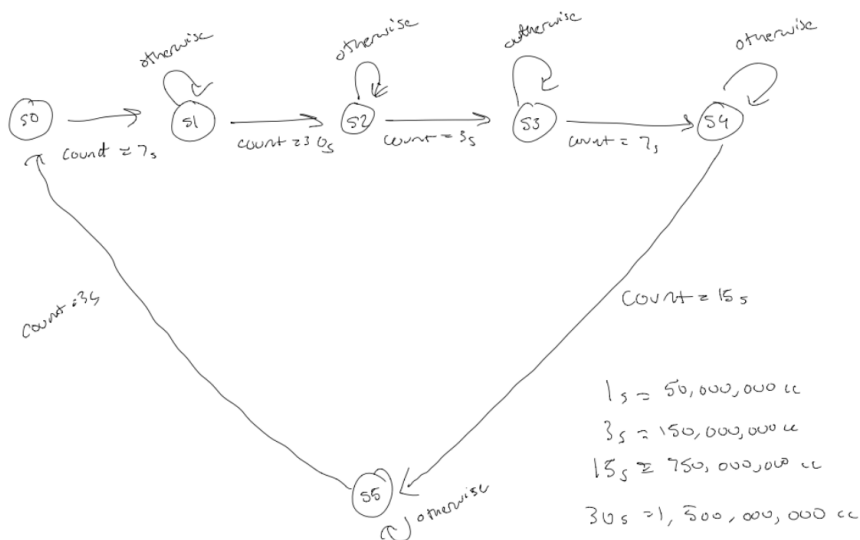 otherwise
otherwise
otherwise
otherwise
S0
S1
S2
S3
S4
count = 7s
count = 30s
count = 3s
count = 7s
count = 3s
count = 15s
1s = 50,000,000 cc
3s = 150,000,000 cc
15s = 750,000,000 cc
30s = 1,500,000,000 cc
S5
otherwise